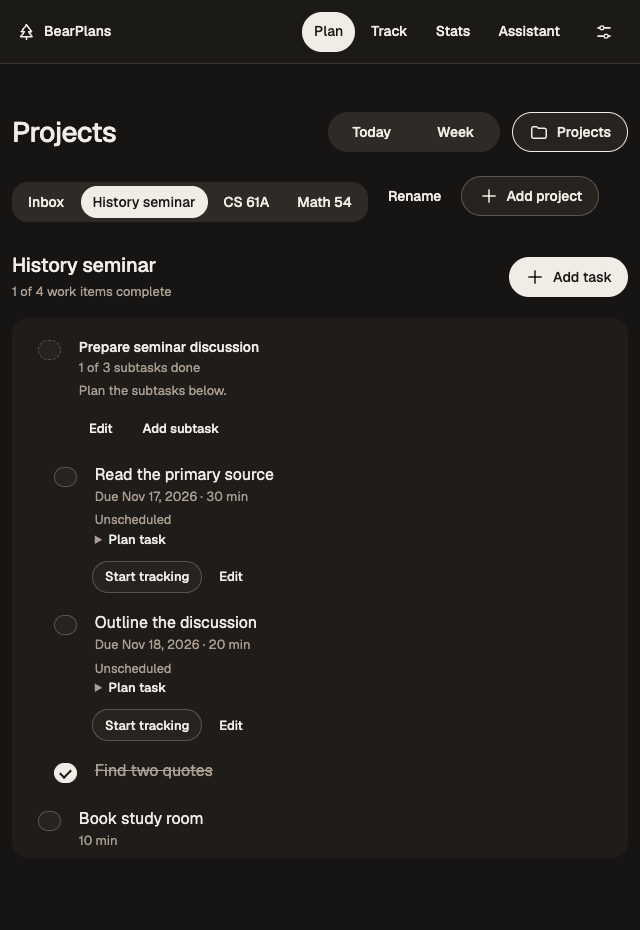 BearPlans
Plan
Track
Stats
Assistant
Projects
Today
Week
Projects
Inbox
History seminar
CS 61A
Math 54
Rename
Add project
History seminar
1 of 4 work items complete
Add task
Prepare seminar discussion
1 of 3 subtasks done
Plan the subtasks below.
Edit
Add subtask
Read the primary source
Due Nov 17, 2026 · 30 min
Unscheduled
Plan task
Start tracking
Edit
Outline the discussion
Due Nov 18, 2026 · 20 min
Unscheduled
Plan task
Start tracking
Edit
Find two quotes
Book study room
10 min